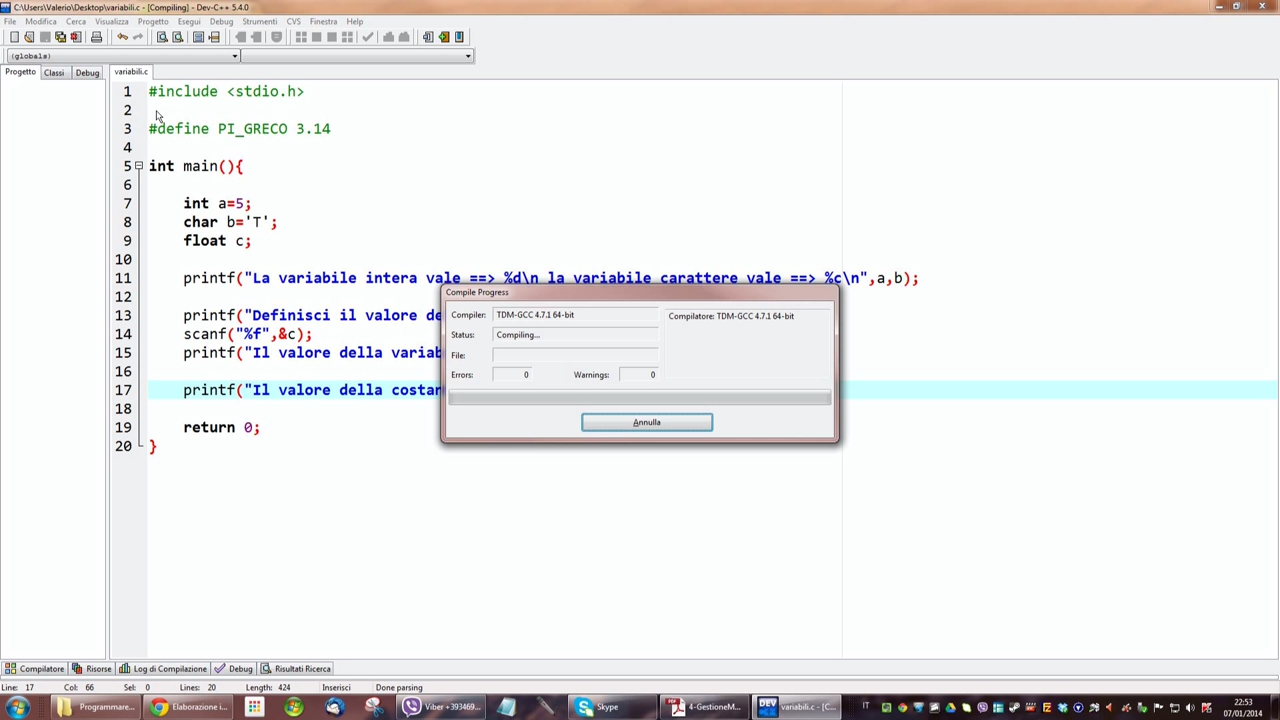 C:\Users\Valerio\Desktop\variabili.c - [Compiling] - Dev-C++ 5.4.0
File Modifica Cerca Visualizza Progetto Esegui Debug Strumenti CVS Finestra Help
(globals)
Progetto Classi Debug variabili.c
1 #include <stdio.h>
2
3 #define PI_GRECO 3.14
4
5 int main(){
6
7 int a=5;
8 char b='T';
9 float c;
10
11 printf("La variabile intera vale ==> %d\n la variabile carattere vale ==> %c\n",a,b);
12
13 printf("Definisci il valore de
14 scanf("%f",&c);
15 printf("Il valore della variab
16
17 printf("Il valore della costan
18
19 return 0;
20 }
Compile Progress
Compiler: TDM-GCC 4.7.1 64-bit
Compilatore: TDM-GCC 4.7.1 64-bit
Status: Compiling...
File:
Errors: 0 Warnings: 0
Annulla
Compilatore Risorse Log di Compilazione Debug Risultati Ricerca
Line: 17 Col: 66 Sel: 0 Lines: 20 Length: 424 Inserisci Done parsing
Programmare... Elaborazione i... Viber +393469... Skype 4-GestioneM... DEV variabili.c - [C... IT 22:53
07/01/2014